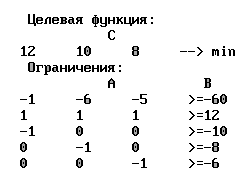 Целевая функция:
C
12 10 8 --> min
Ограничения:
A B
-1 -6 -5 >=-60
1 1 1 >=12
-1 0 0 >=-10
0 -1 0 >=-8
0 0 -1 >=-6